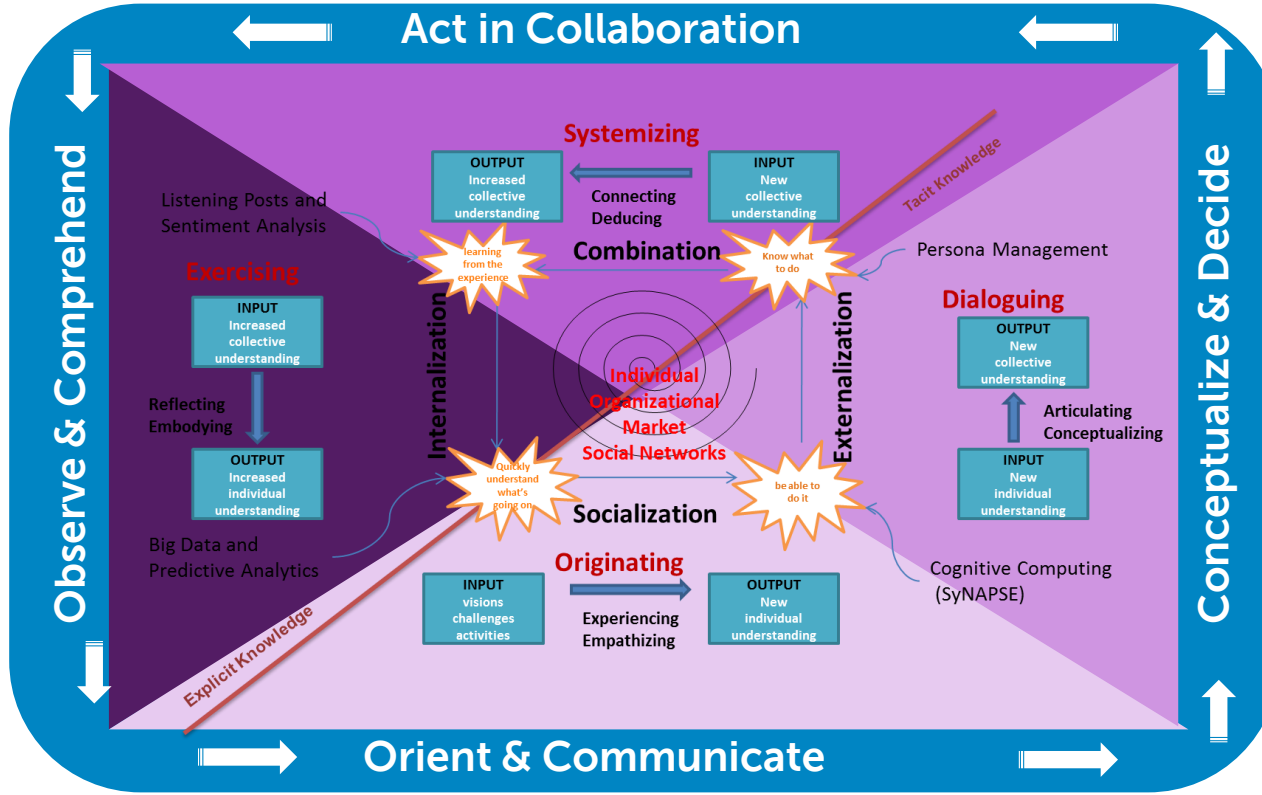 Act in Collaboration
Observe & Comprehend
Conceptualize & Decide
Orient & Communicate
Systemizing
OUTPUT
Increased
collective
understanding
Connecting
Deducing
INPUT
New
collective
understanding
Tacit Knowledge
Listening Posts and
Sentiment Analysis
learning
from the
experience
Combination
Know what
to do
Persona Management
Exercising
INPUT
Increased
collective
understanding
Reflecting
Embodying
OUTPUT
Increased
individual
understanding
Internalization
Individual
Organizational
Market
Social Networks
Externalization
Dialoguing
OUTPUT
New
collective
understanding
Articulating
Conceptualizing
INPUT
New
individual
understanding
Quickly
understand
what's
going on
be able to
do it
Socialization
Big Data and
Predictive Analytics
Originating
INPUT
visions
challenges
activities
Experiencing
Empathizing
OUTPUT
New
individual
understanding
Cognitive Computing
(SyNAPSE)
Explicit Knowledge